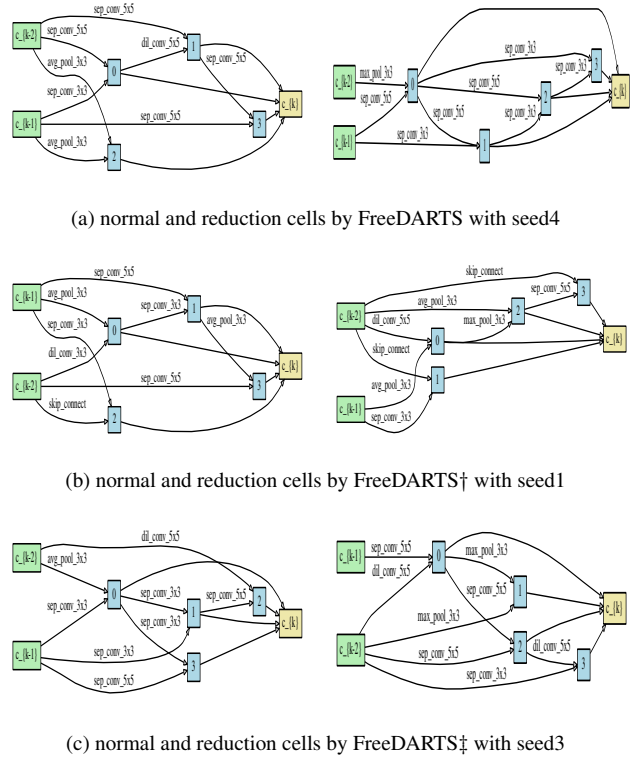 sep_conv_5x5
c_{k-2}
sep_conv_5x5
dil_conv_5x5
1
sep_conv_5x5
avg_pool_3x3
0
sep_conv_3x3
c_{k}
c_{k-1}
sep_conv_5x5
3
avg_pool_3x3
2
c_{k-2}
max_pool_3x3
0
sep_conv_3x3
3
sep_conv_3x3
sep_conv_5x5
sep_conv_5x5
2
c_{k}
sep_conv_5x5
sep_conv_3x3
c_{k-1}
sep_conv_3x3
1
(a) normal and reduction cells by FreeDARTS with seed4
sep_conv_5x5
c_{k-1}
avg_pool_3x3
sep_conv_3x3
1
sep_conv_3x3
0
avg_pool_3x3
dil_conv_3x3
c_{k}
c_{k-2}
sep_conv_5x5
3
skip_connect
2
skip_connect
3
c_{k-2}
avg_pool_3x3
2
sep_conv_5x5
dil_conv_5x5
0
max_pool_3x3
c_{k}
skip_connect
1
avg_pool_3x3
c_{k-1}
sep_conv_3x3
(b) normal and reduction cells by FreeDARTS† with seed1
dil_conv_5x5
c_{k-2}
avg_pool_3x3
0
sep_conv_3x3
sep_conv_5x5
2
sep_conv_3x3
1
c_{k}
sep_conv_3x3
c_{k-1}
sep_conv_3x3
3
sep_conv_5x5
c_{k-1}
sep_conv_5x5
0
max_pool_3x3
dil_conv_5x5
sep_conv_5x5
1
c_{k}
max_pool_3x3
c_{k-2}
sep_conv_5x5
2
dil_conv_5x5
3
sep_conv_3x3
(c) normal and reduction cells by FreeDARTS‡ with seed3